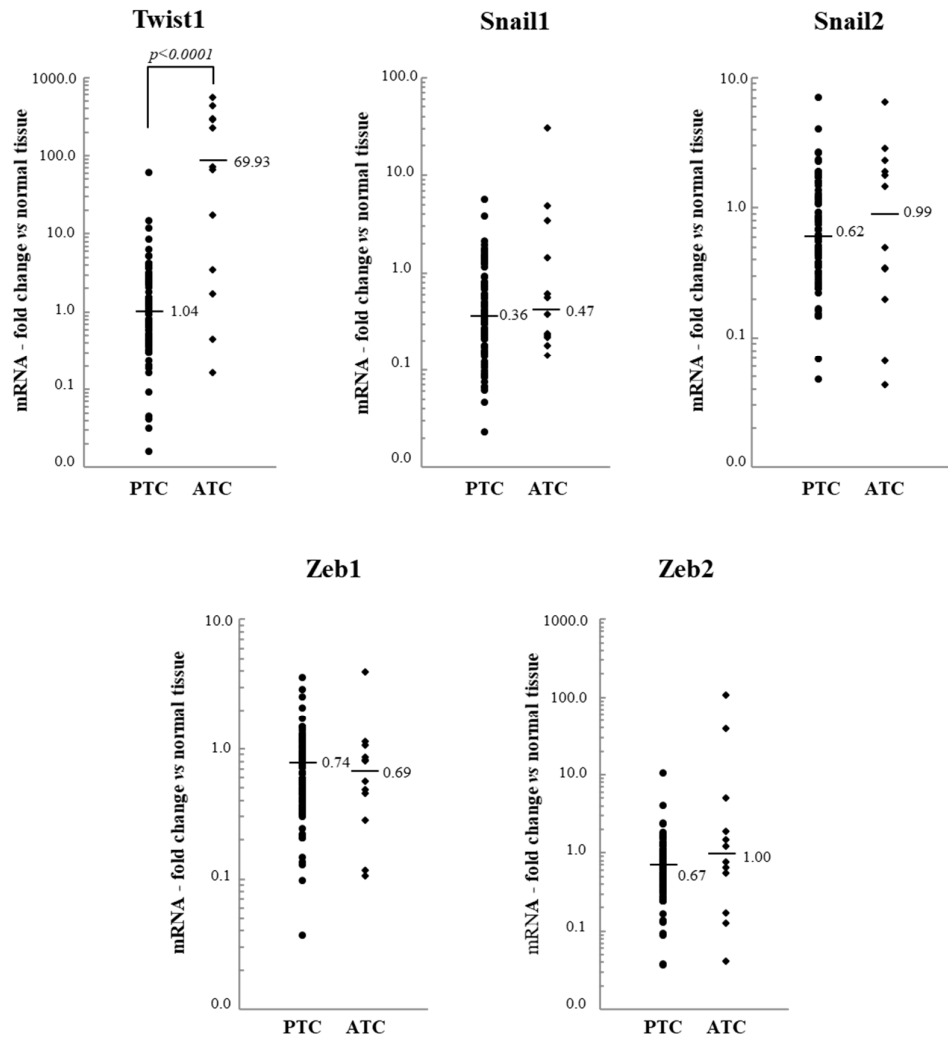 Twist1
p<0.0001
mRNA - fold change vs normal tissue
1000.0
100.0
10.0
1.0
0.1
0.0
69.93
1.04
PTC ATC
Snail1
mRNA - fold change vs normal tissue
100.0
10.0
1.0
0.1
0.0
0.36
0.47
PTC ATC
Snail2
mRNA - fold change vs normal tissue
10.0
1.0
0.1
0.0
0.62
0.99
PTC ATC
Zeb1
mRNA - fold change vs normal tissue
10.0
1.0
0.1
0.0
0.74
0.69
PTC ATC
Zeb2
mRNA - fold change vs normal tissue
1000.0
100.0
10.0
1.0
0.1
0.0
0.67
1.00
PTC ATC